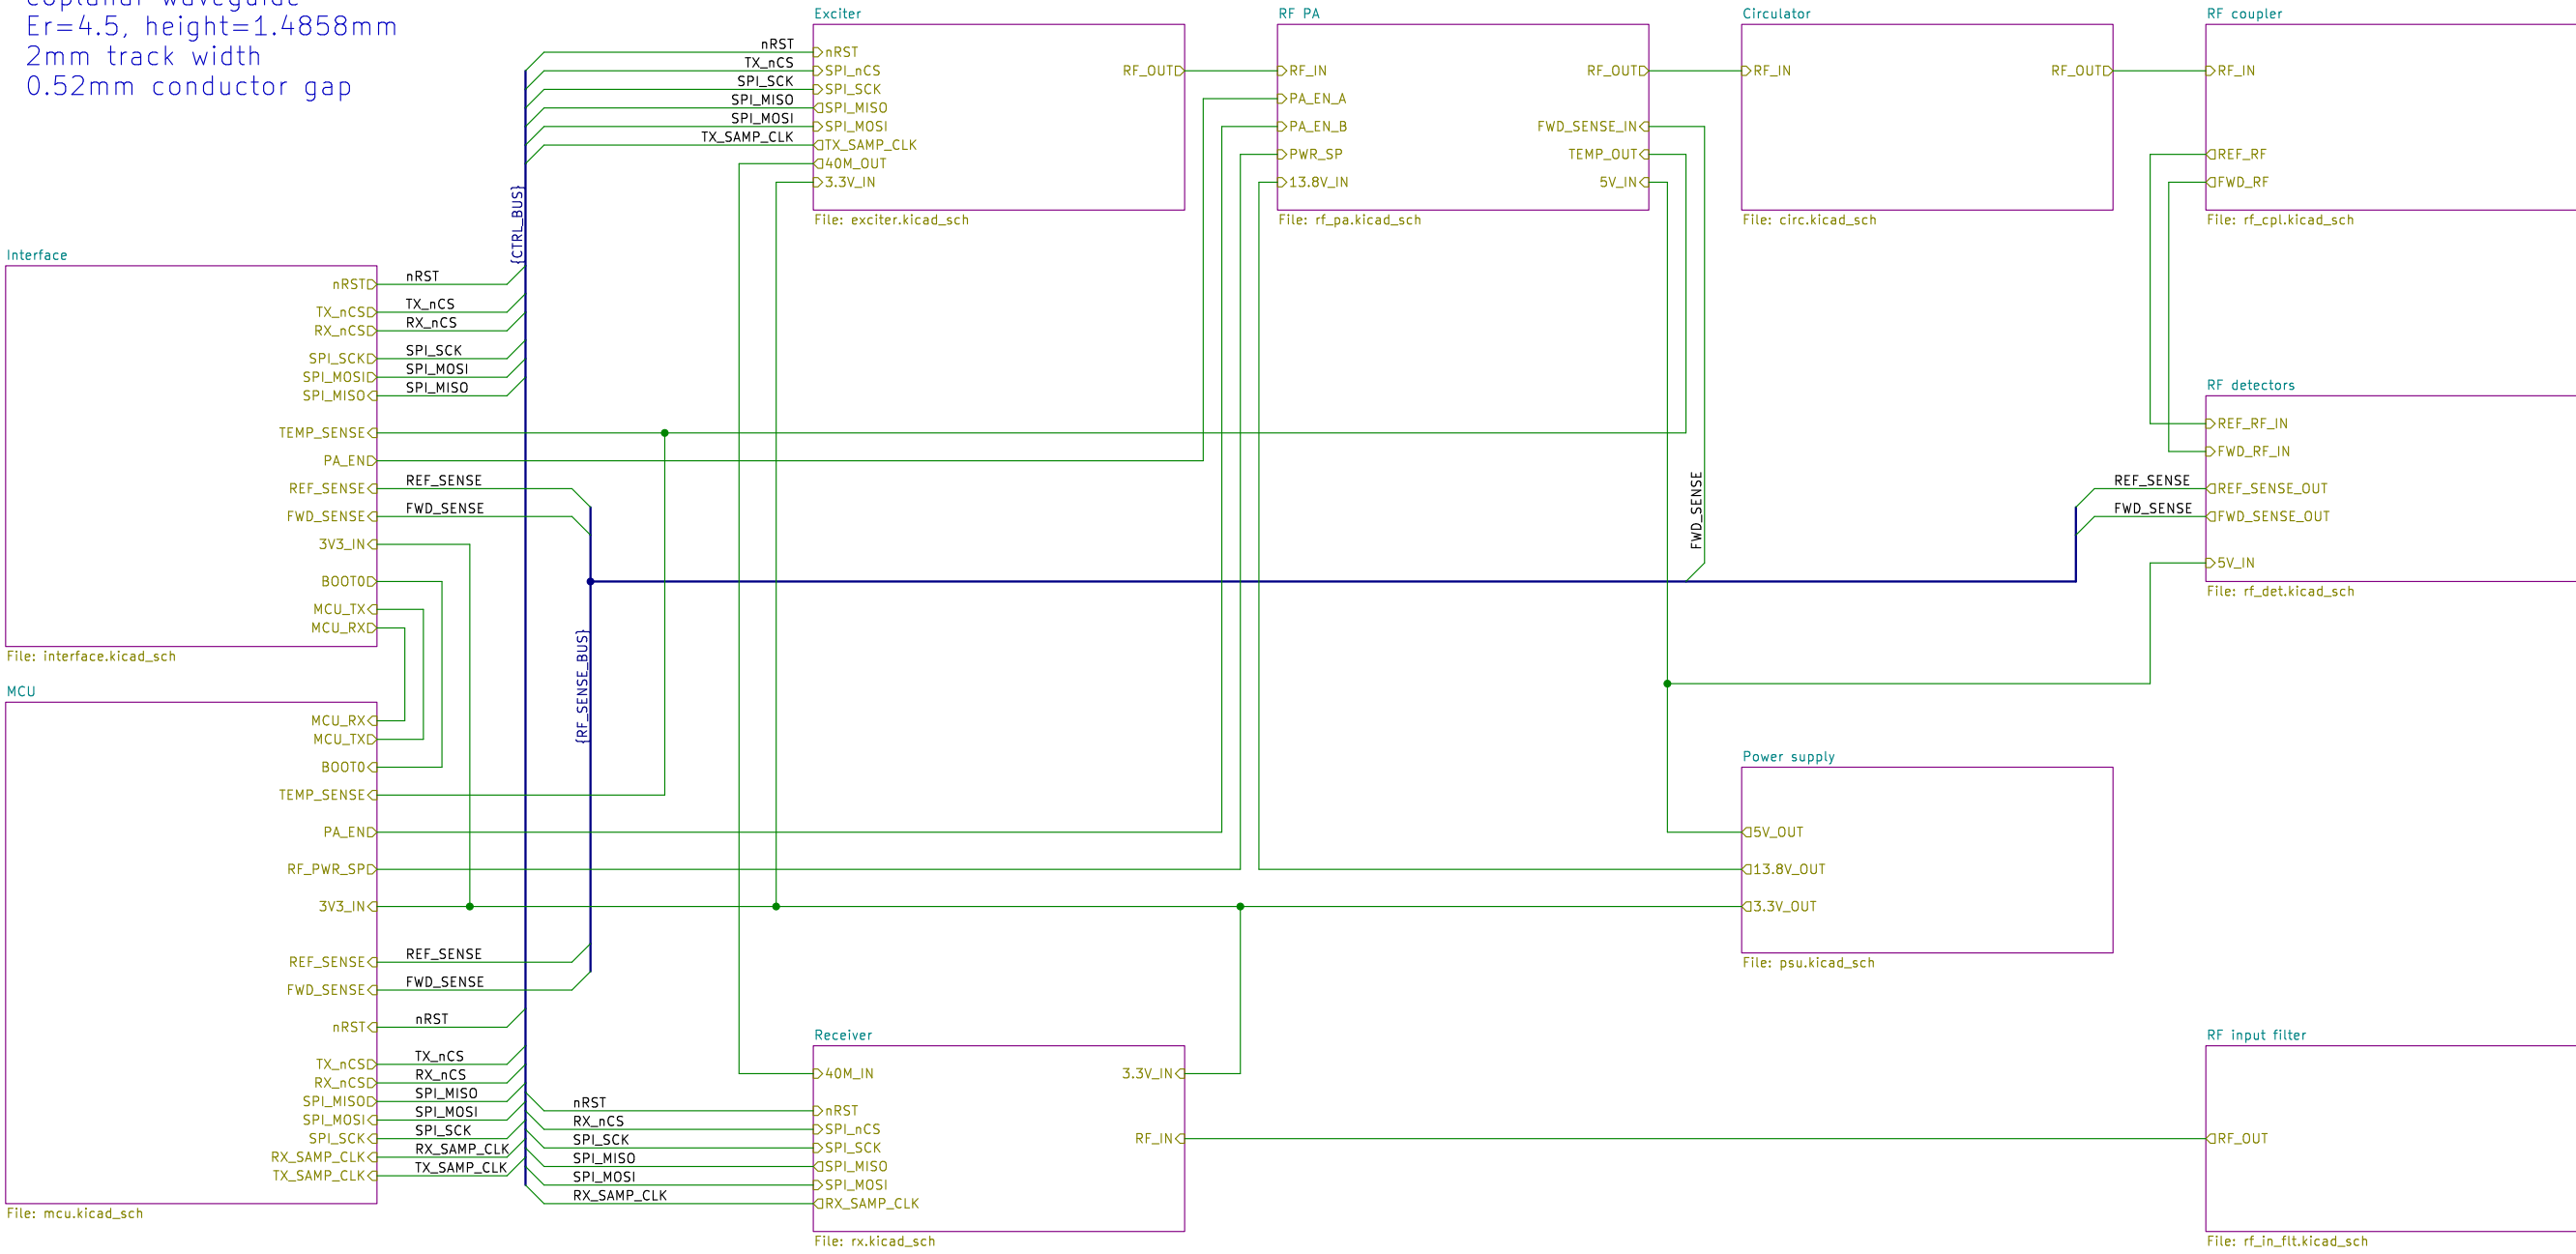 coplanar waveguide
Er=4.5, height=1.4858mm
2mm track width
0.52mm conductor gap
Exciter
nRST
TX_nCS
SPI_SCK
SPI_MISO
SPI_MOSI
TX_SAMP_CLK
nRST
SPI_nCS
SPI_SCK
SPI_MISO
SPI_MOSI
TX_SAMP_CLK
40M_OUT
3.3V_IN
RF_OUT
File: exciter.kicad_sch
RF PA
RF_IN
PA_EN_A
PA_EN_B
PWR_SP
13.8V_IN
RF_OUT
FWD_SENSE_IN
TEMP_OUT
5V_IN
File: rf_pa.kicad_sch
Circulator
RF_IN
RF_OUT
File: circ.kicad_sch
RF coupler
RF_IN
REF_RF
FWD_RF
File: rf_cpl.kicad_sch
{CTRL_BUS}
Interface
nRST
TX_nCS
RX_nCS
SPI_SCK
SPI_MOSI
SPI_MISO
TEMP_SENSE
PA_EN
REF_SENSE
FWD_SENSE
3V3_IN
BOOT0
MCU_TX
MCU_RX
nRST
TX_nCS
RX_nCS
SPI_SCK
SPI_MOSI
SPI_MISO
REF_SENSE
FWD_SENSE
File: interface.kicad_sch
FWD_SENSE
RF detectors
REF_RF_IN
FWD_RF_IN
REF_SENSE_OUT
FWD_SENSE_OUT
5V_IN
REF_SENSE
FWD_SENSE
File: rf_det.kicad_sch
{RF_SENSE_BUS}
MCU
MCU_RX
MCU_TX
BOOT0
TEMP_SENSE
PA_EN
RF_PWR_SP
3V3_IN
REF_SENSE
FWD_SENSE
nRST
TX_nCS
RX_nCS
SPI_MISO
SPI_MOSI
SPI_SCK
RX_SAMP_CLK
TX_SAMP_CLK
REF_SENSE
FWD_SENSE
nRST
TX_nCS
RX_nCS
SPI_MISO
SPI_MOSI
SPI_SCK
RX_SAMP_CLK
TX_SAMP_CLK
File: mcu.kicad_sch
Power supply
5V_OUT
13.8V_OUT
3.3V_OUT
File: psu.kicad_sch
Receiver
nRST
RX_nCS
SPI_SCK
SPI_MISO
SPI_MOSI
RX_SAMP_CLK
40M_IN
nRST
SPI_nCS
SPI_SCK
SPI_MISO
SPI_MOSI
RX_SAMP_CLK
3.3V_IN
RF_IN
File: rx.kicad_sch
RF input filter
RF_OUT
File: rf_in_flt.kicad_sch